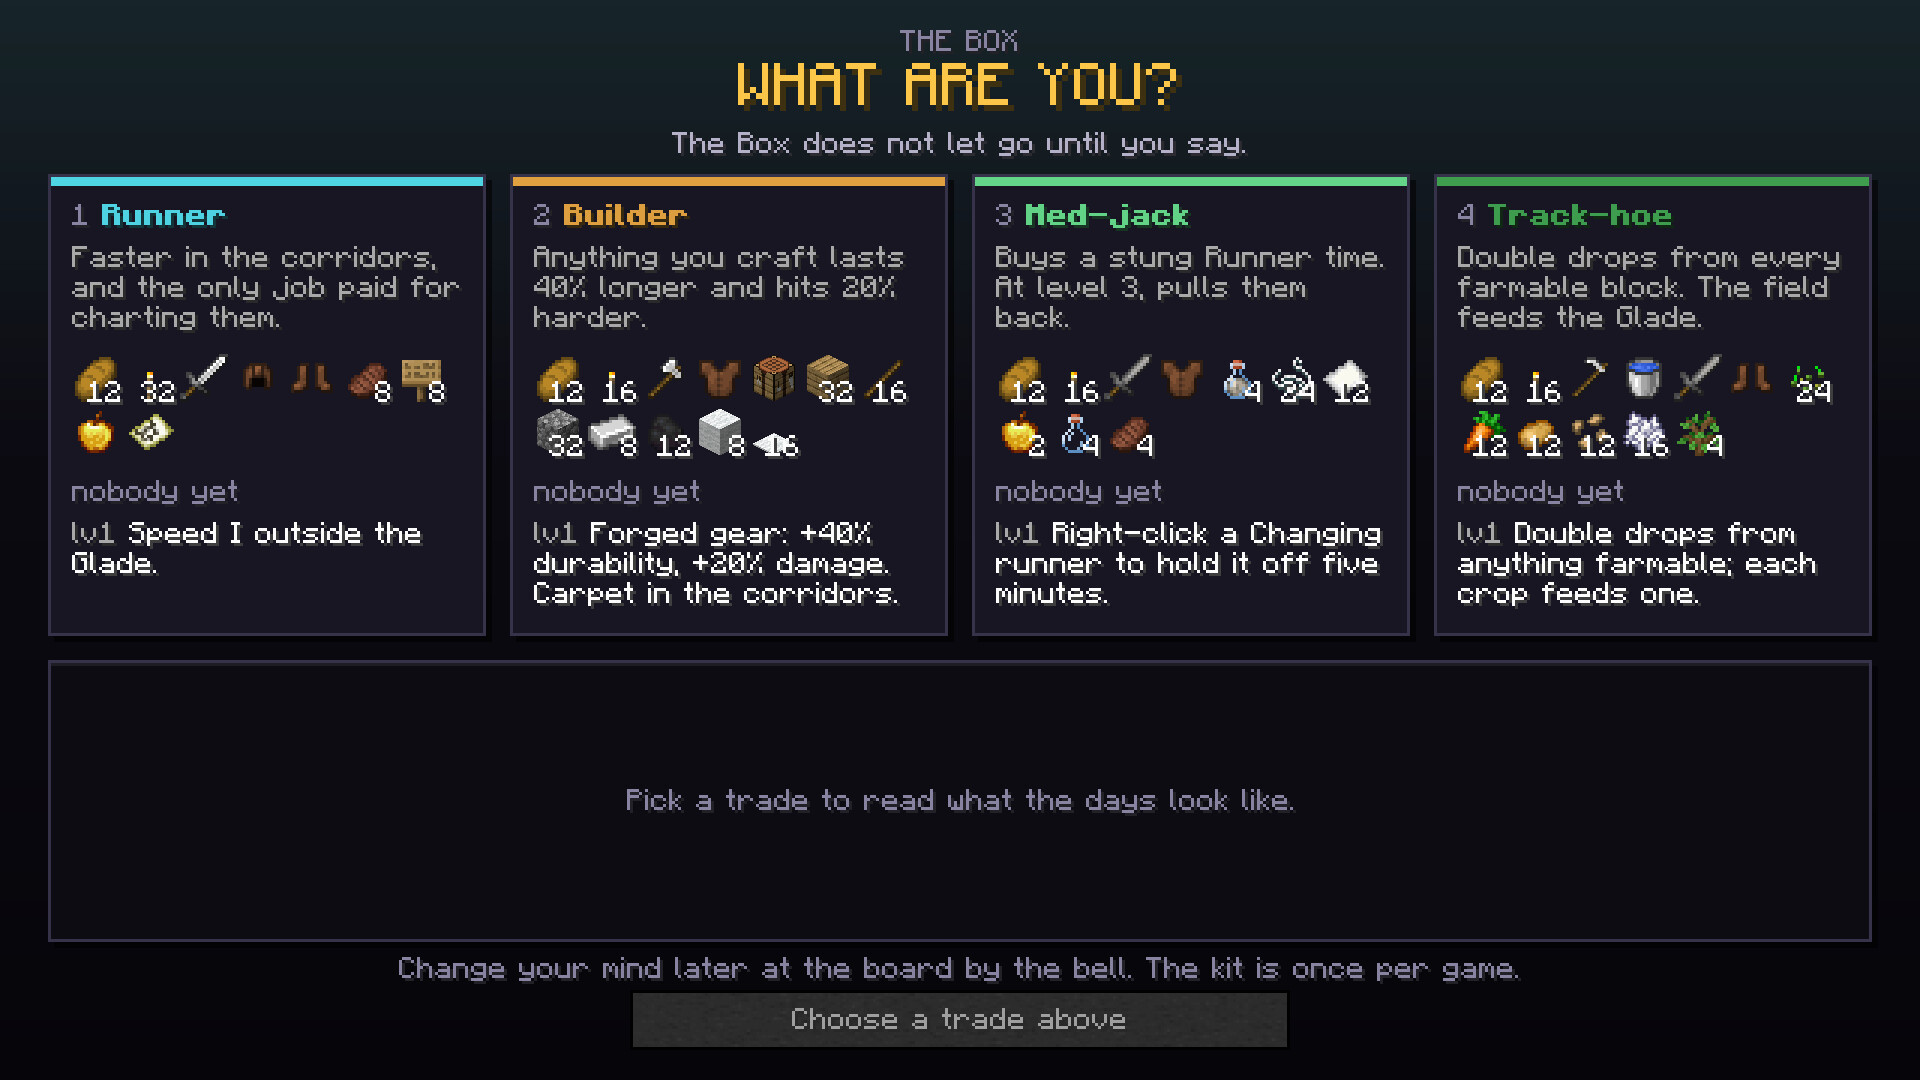 THE BOX
WHAT ARE YOU?
The Box does not let go until you say.
1 Runner
Faster in the corridors,
and the only job paid for
charting them.
12 32 8 8
nobody yet
lv1 Speed I outside the
Glade.
2 Builder
Anything you craft lasts
40% longer and hits 20%
harder.
12 16 32 16
32 8 12 8 16
nobody yet
lv1 Forged gear: +40%
durability, +20% damage.
Carpet in the corridors.
3 Med-jack
Buys a stung Runner time.
At level 3, pulls them
back.
12 16 4 24 12
2 4 4
nobody yet
lv1 Right-click a Changing
runner to hold it off five
minutes.
4 Track-hoe
Double drops from every
farmable block. The field
feeds the Glade.
12 16 24
12 12 12 16 4
nobody yet
lv1 Double drops from
anything farmable; each
crop feeds one.
Pick a trade to read what the days look like.
Change your mind later at the board by the bell. The kit is once per game.
Choose a trade above